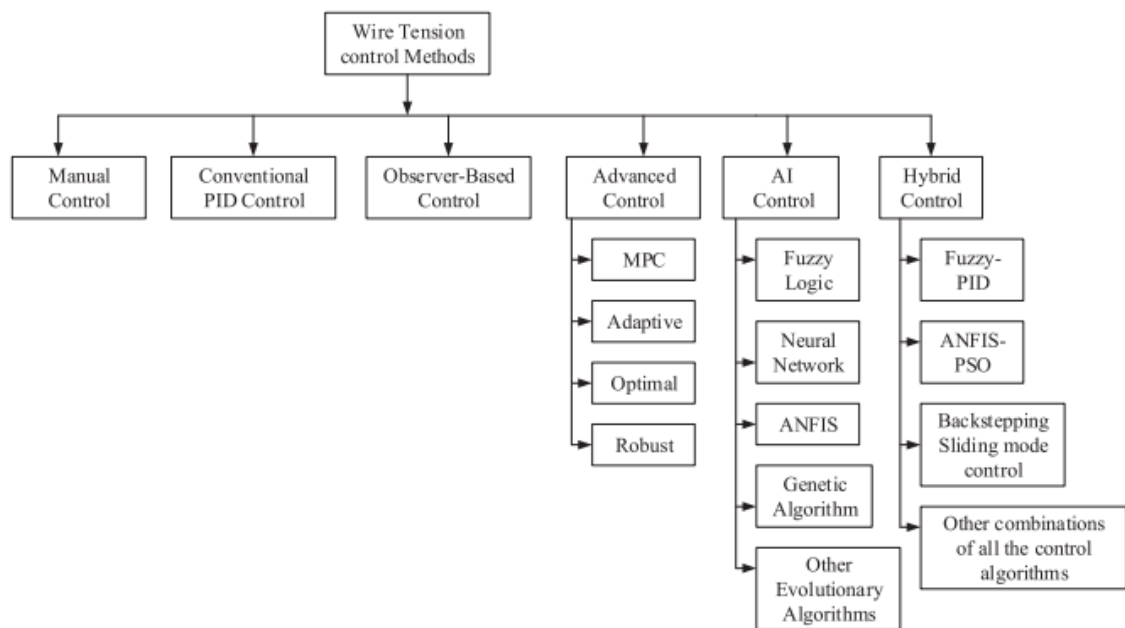 Wire Tension
control Methods
Manual
Control
Conventional
PID Control
Observer-Based
Control
Advanced
Control
AI
Control
Hybrid
Control
MPC
Adaptive
Optimal
Robust
Fuzzy
Logic
Neural
Network
ANFIS
Genetic
Algorithm
Other
Evolutionary
Algorithms
Fuzzy-
PID
ANFIS-
PSO
Backstepping
Sliding mode
control
Other combinations
of all the control
algorithms